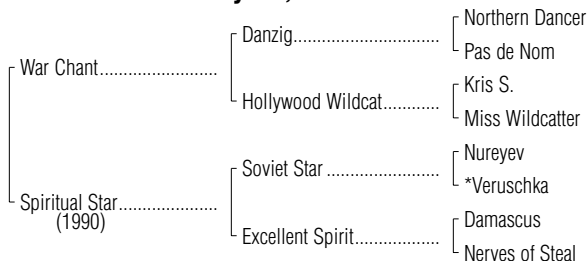 Northern Dancer
Danzig
Pas de Nom
War Chant
Kris S.
Hollywood Wildcat
Miss Wildcatter
Nureyev
Soviet Star
*Veruschka
Spiritual Star
(1990)
Damascus
Excellent Spirit
Nerves of Steal